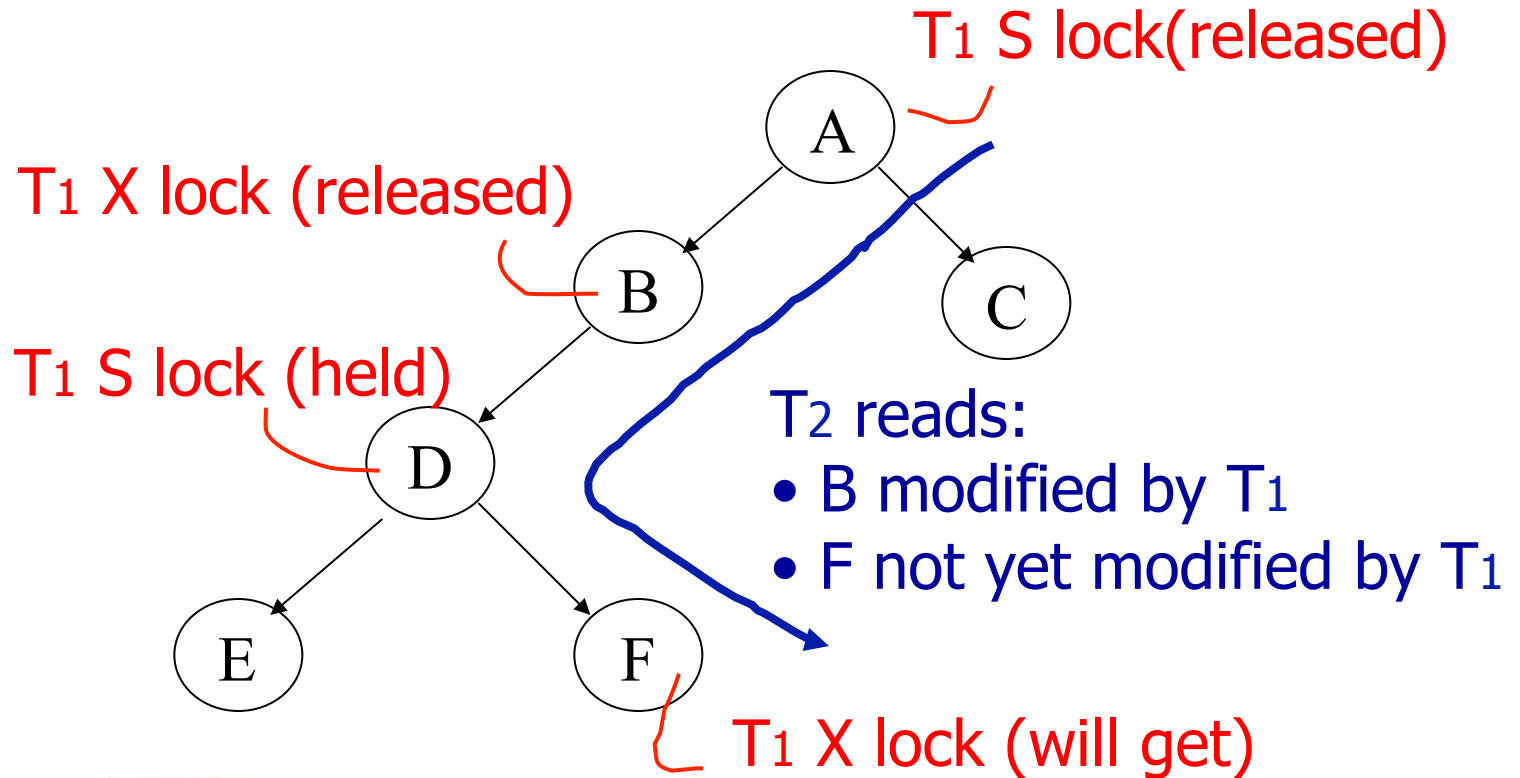 T1 S lock(released)
A
T1 X lock (released)
B
C
T1 S lock (held)
D
T2 reads:
• B modified by T1
• F not yet modified by T1
E
F
T1 X lock (will get)